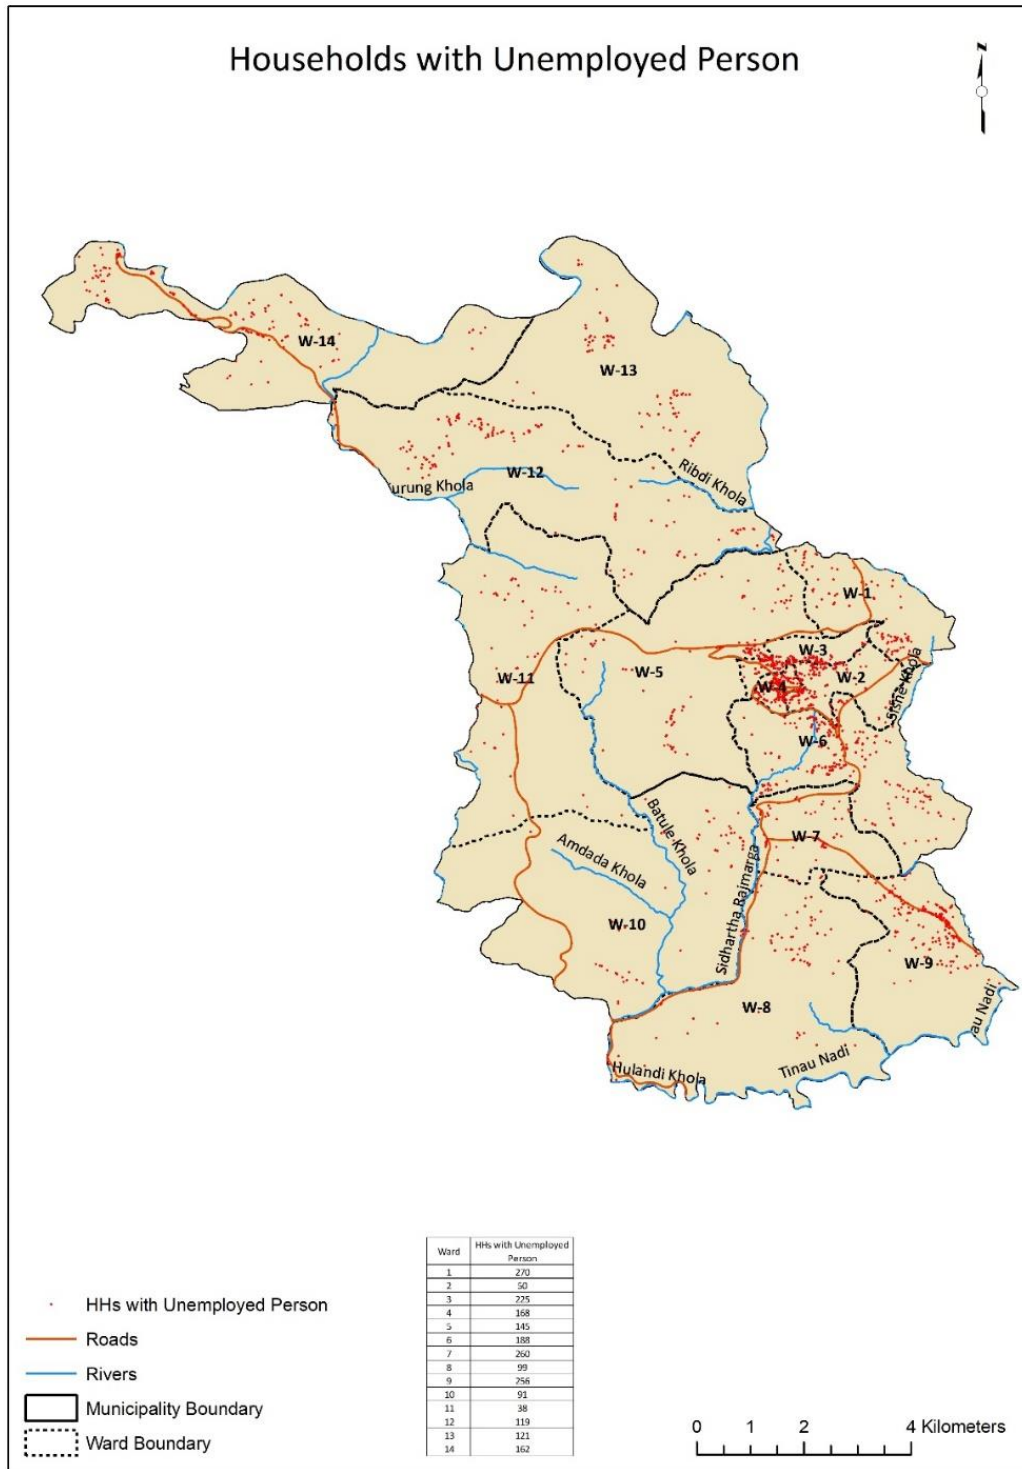 Households with Unemployed Person
N
W-14
W-13
W-12
urung Khola
Ribdi Khola
W-1
W-3
W-5
W-2
W-11
W-4
Sishe Khola
W-6
Batule Khola
W-7
Amdada Khola
Sidhartha Rajmarga
W-10
W-9
W-8
au Nadi
Tinau Nadi
Hulandi Khola
Ward HHs with Unemployed
Person
1 270
2 50
3 225
4 168
5 145
6 188
7 260
8 99
9 256
10 91
11 38
12 119
13 121
14 162
HHs with Unemployed Person
Roads
Rivers
Municipality Boundary
Ward Boundary
0 1 2 4 Kilometers